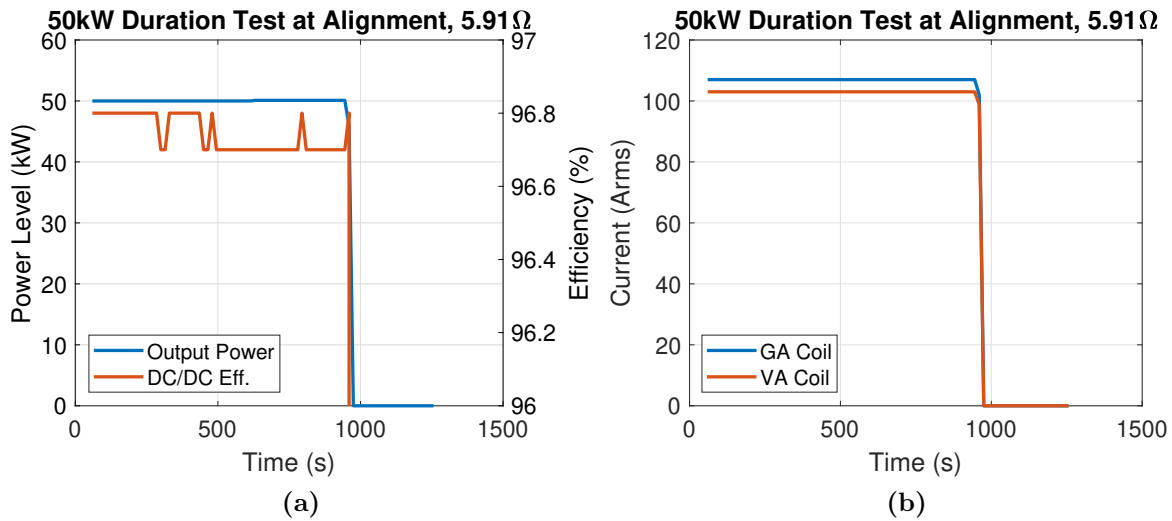 50kW Duration Test at Alignment, 5.91Ω
60
50
40
30
20
10
0
Power Level (kW)
97
96.8
96.6
96.4
96.2
96
Efficiency (%)
Output Power
DC/DC Eff.
0
500
1000
1500
Time (s)
(a)
50kW Duration Test at Alignment, 5.91Ω
120
100
80
60
40
20
0
Current (Arms)
GA Coil
VA Coil
0
500
1000
1500
Time (s)
(b)